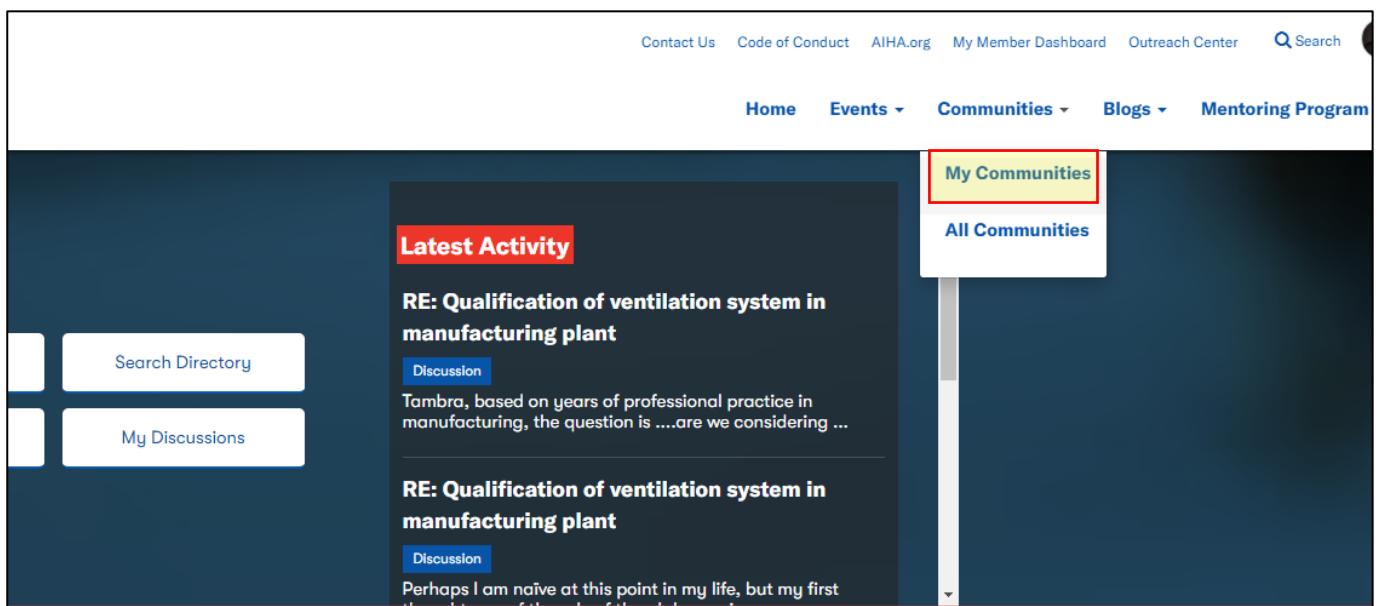 Contact Us Code of Conduct AIHA.org My Member Dashboard Outreach Center Search
Home Events Communities Blogs Mentoring Program
My Communities
All Communities
Latest Activity
RE: Qualification of ventilation system in
manufacturing plant
Discussion
Tambra, based on years of professional practice in
manufacturing, the question is ....are we considering ...
RE: Qualification of ventilation system in
manufacturing plant
Discussion
Perhaps I am naïve at this point in my life, but my first
Search Directory
My Discussions